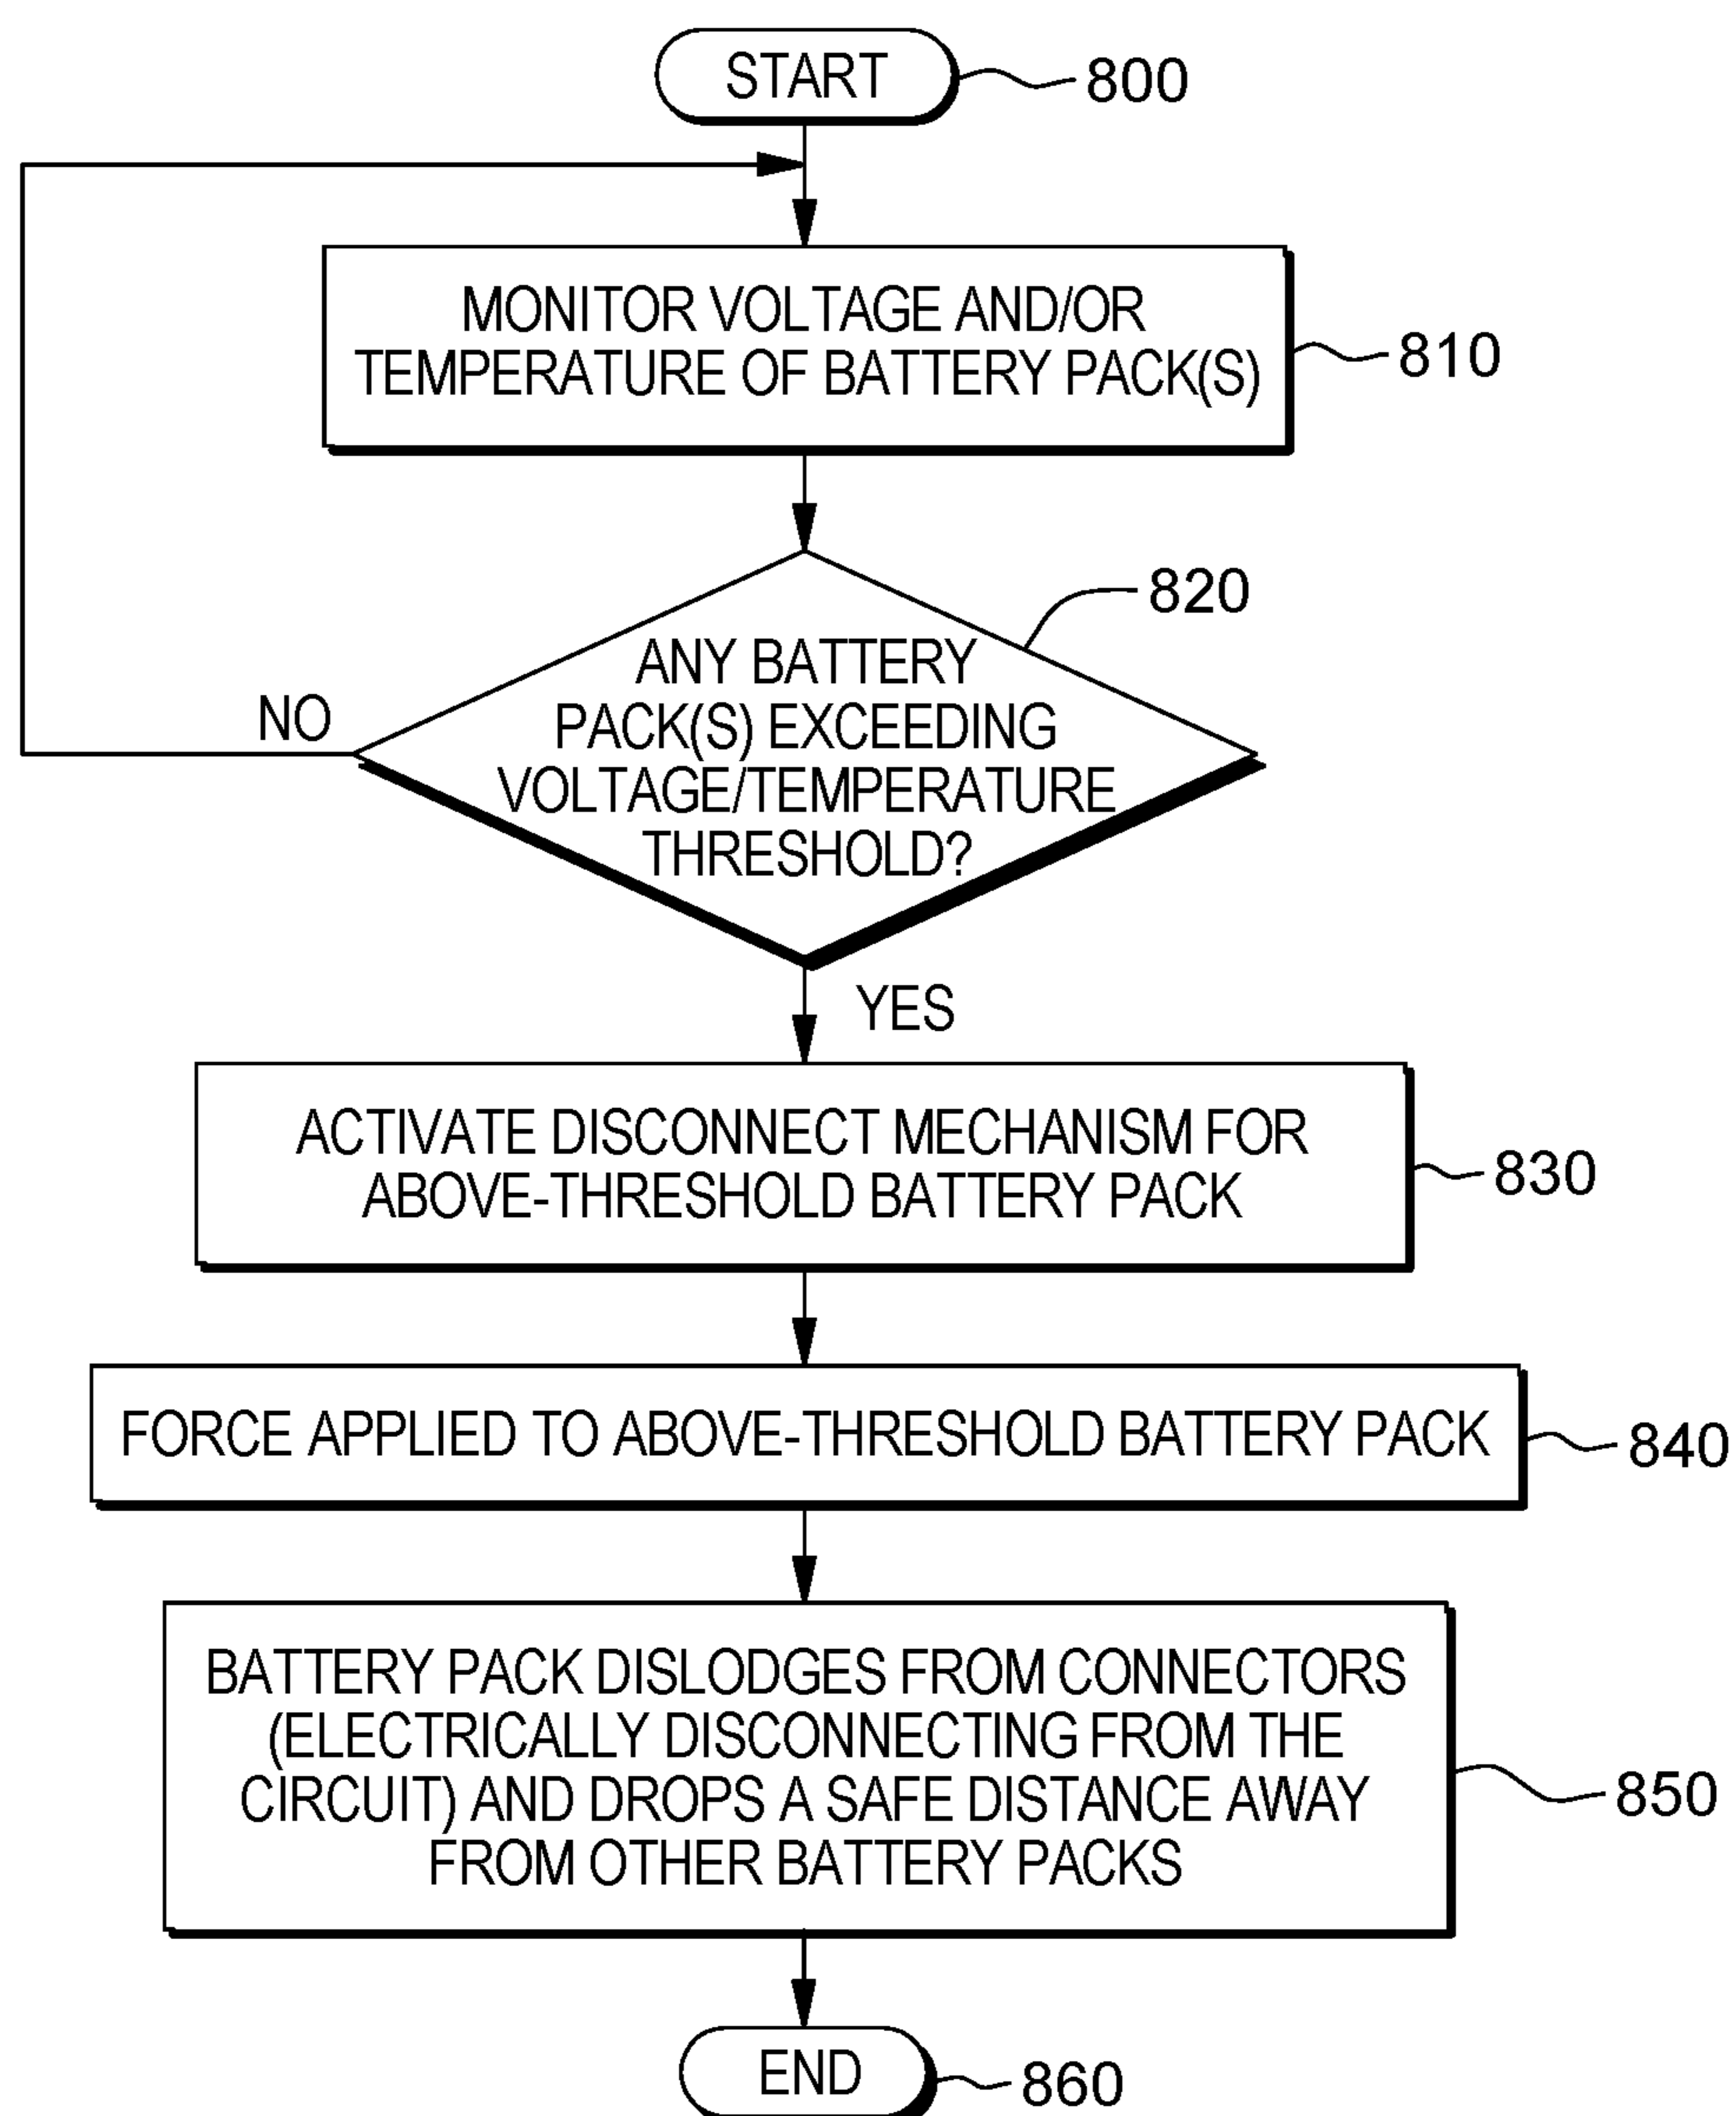 START
800
MONITOR VOLTAGE AND/OR
TEMPERATURE OF BATTERY PACK(S)
810
820
ANY BATTERY
PACK(S) EXCEEDING
VOLTAGE/TEMPERATURE
THRESHOLD?
NO
YES
ACTIVATE DISCONNECT MECHANISM FOR
ABOVE-THRESHOLD BATTERY PACK
830
FORCE APPLIED TO ABOVE-THRESHOLD BATTERY PACK
840
BATTERY PACK DISLODGES FROM CONNECTORS
(ELECTRICALLY DISCONNECTING FROM THE
CIRCUIT) AND DROPS A SAFE DISTANCE AWAY
FROM OTHER BATTERY PACKS
850
END
860